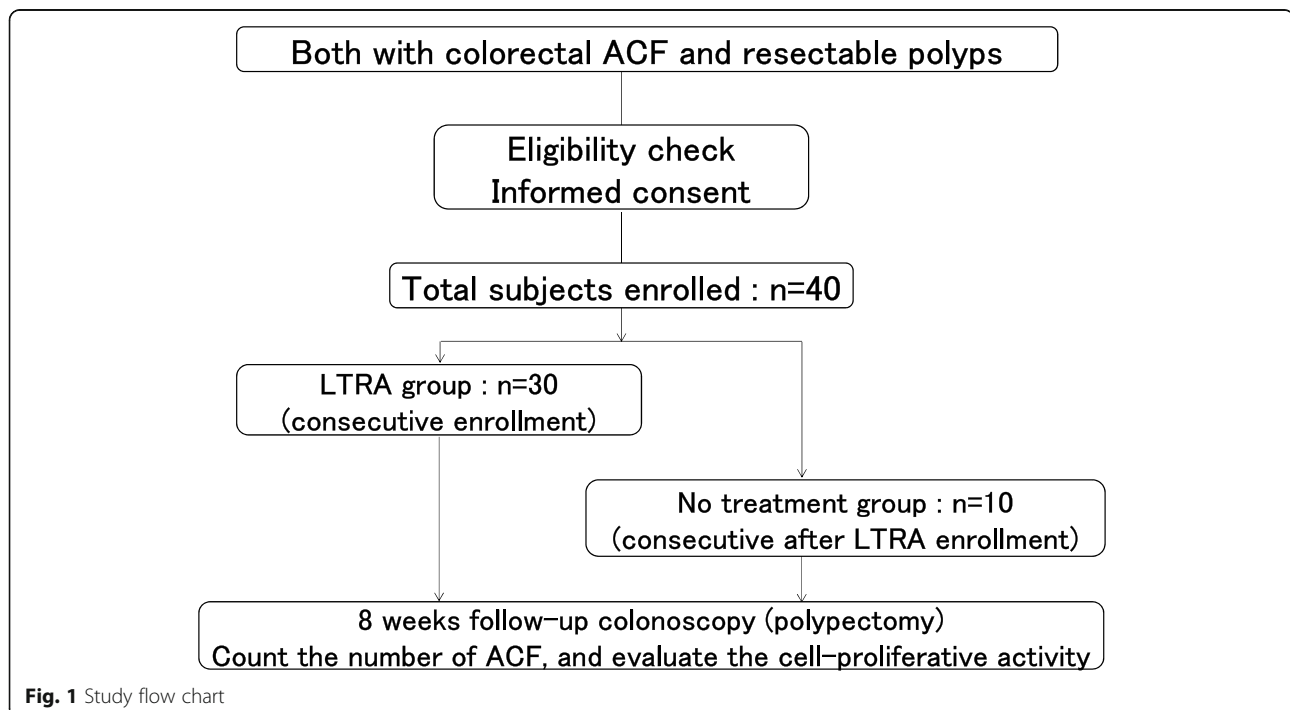 Both with colorectal ACF and resectable polyps
Eligibility check
Informed consent
Total subjects enrolled : n=40
LTRA group : n=30
(consecutive enrollment)
No treatment group : n=10
(consecutive after LTRA enrollment)
8 weeks follow-up colonoscopy (polypectomy)
Count the number of ACF, and evaluate the cell-proliferative activity
Fig. 1 Study flow chart